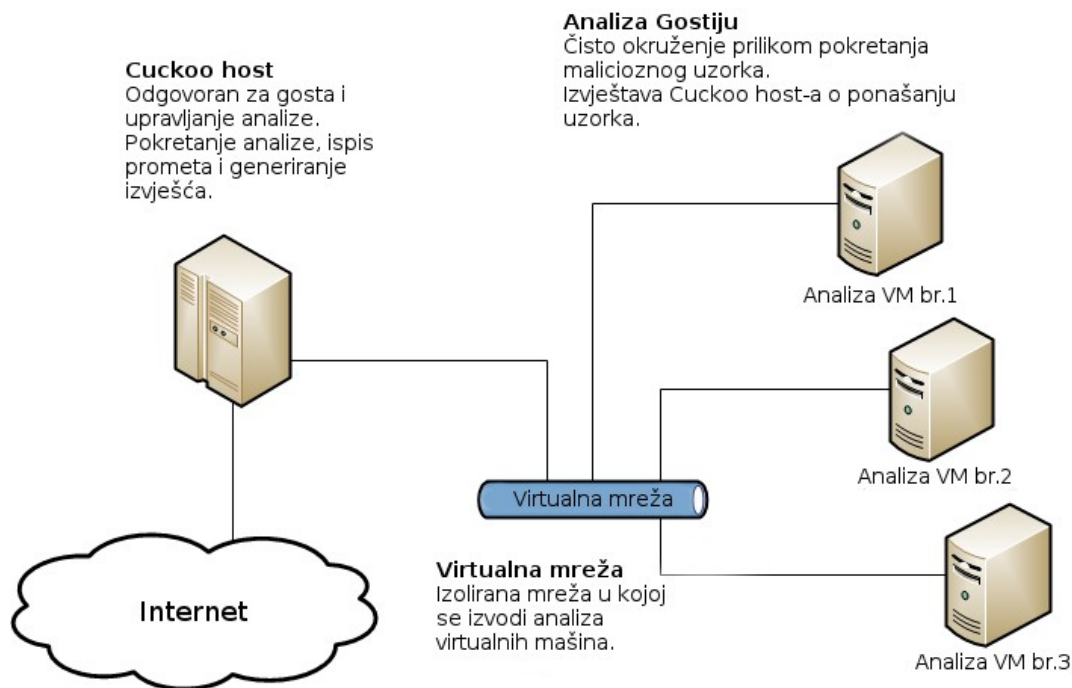 Cuckoo host
Odgovoran za gosta i
upravljanje analize.
Pokretanje analize, ispis
prometa i generiranje
izvješća.
Analiza Gostiju
Čisto okruženje prilikom pokretanja
malicioznog uzorka.
Izvještava Cuckoo host-a o ponašanju
uzorka.
Analiza VM br.1
Analiza VM br.2
Virtualna mreža
Virtualna mreža
Izolirana mreža u kojoj
se izvodi analiza
virtualnih mašina.
Internet
Analiza VM br.3